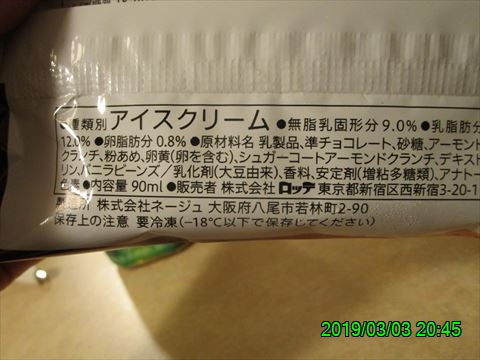 種類別 アイスクリーム ●無脂乳固形分 9.0% ●乳脂肪分
12.0% ●卵脂肪分 0.8% ●原材料名 乳製品、準チョコレート、砂糖、アーモンド
クランチ、粉あめ、卵黄(卵を含む)、シュガーコートアーモンドクランチ、デキスト
リン、バニラビーンズ/乳化剤(大豆由来)、香料、安定剤(増粘多糖類)、アナトー
色素 ●内容量 90ml ●販売者 株式会社 ロッテ 東京都新宿区西新宿3-20-1
株式会社ネージュ 大阪府八尾市若林町2-90
保存上の注意 要冷凍(-18℃以下で保存してください)
2019/03/03 20:45